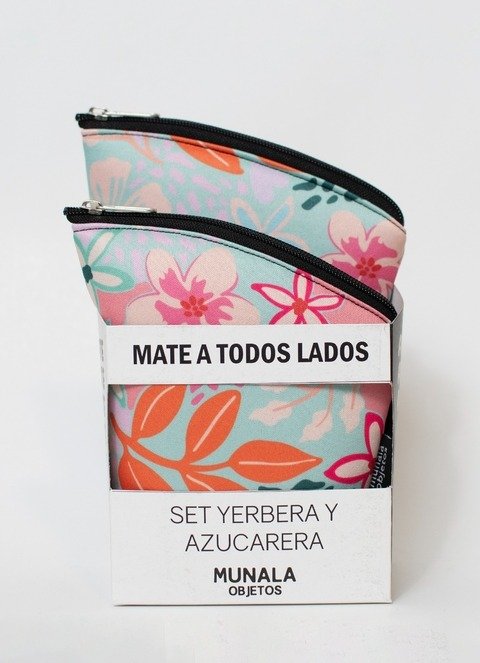 MATE A TODOS LADOS
SET YERBERA Y
AZUCARERA
MUNALA
OBJETOS